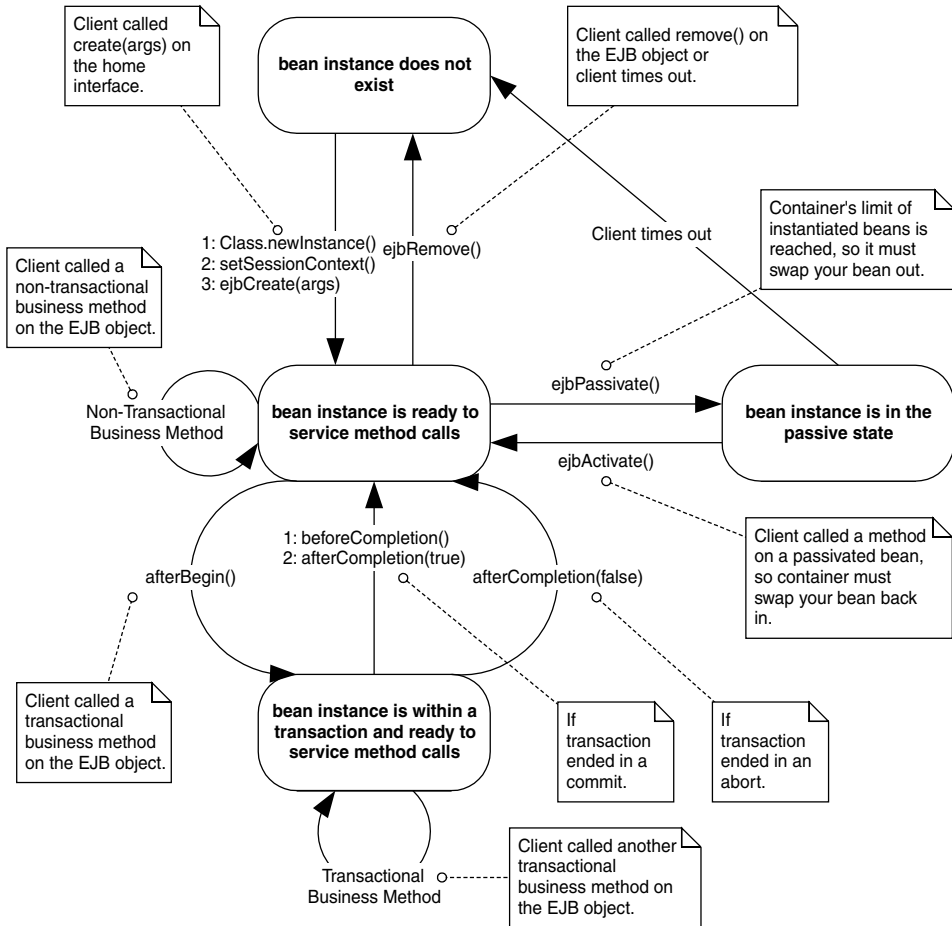 Client called
create(args) on
the home
interface.
bean instance does not
exist
Client called remove() on
the EJB object or
client times out.
Container's limit of
instantiated beans is
reached, so it must
swap your bean out.
Client times out
1: Class.newInstance()
2: setSessionContext()
3: ejbCreate(args)
ejbRemove()
Client called a
non-transactional
business method
on the EJB object.
Non-Transactional
Business Method
bean instance is ready to
service method calls
ejbPassivate()
bean instance is in the
passive state
ejbActivate()
Client called a method
on a passivated bean,
so container must
swap your bean back
in.
1: beforeCompletion()
2: afterCompletion(true)
afterBegin()
afterCompletion(false)
Client called a
transactional
business method
on the EJB object.
bean instance is within a
transaction and ready to
service method calls
If
transaction
ended in a
commit.
If
transaction
ended in an
abort.
Transactional
Business Method
Client called another
transactional
business method on
the EJB object.